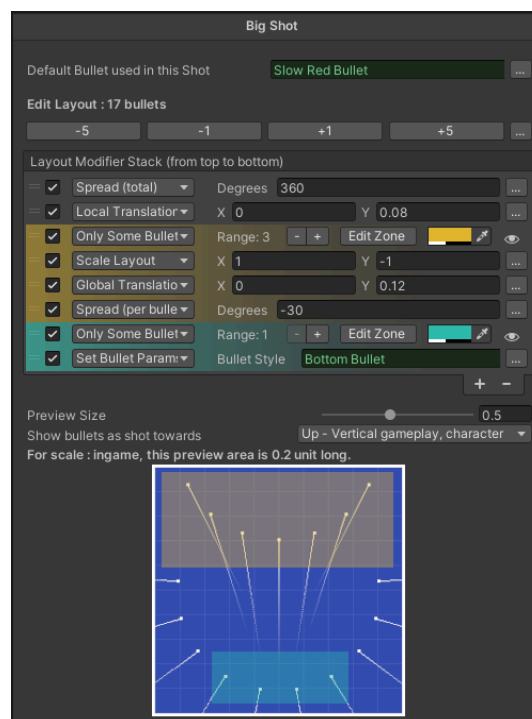 Big Shot
Default Bullet used in this Shot Slow Red Bullet ...
Edit Layout : 17 bullets
-5 -1 +1 +5 ...
Layout Modifier Stack (from top to bottom)
Spread (total) Degrees 360 ...
Local Translation X 0 Y 0.08 ...
Only Some Bullet Range: 3 - + Edit Zone
Scale Layout X 1 Y -1 ...
Global Translatio X 0 Y 0.12 ...
Spread (per bulle Degrees -30 ...
Only Some Bullet Range: 1 - + Edit Zone
Set Bullet Params Bullet Style Bottom Bullet ...
+ -
Preview Size 0.5
Show bullets as shot towards Up - Vertical gameplay, character
For scale : ingame, this preview area is 0.2 unit long.